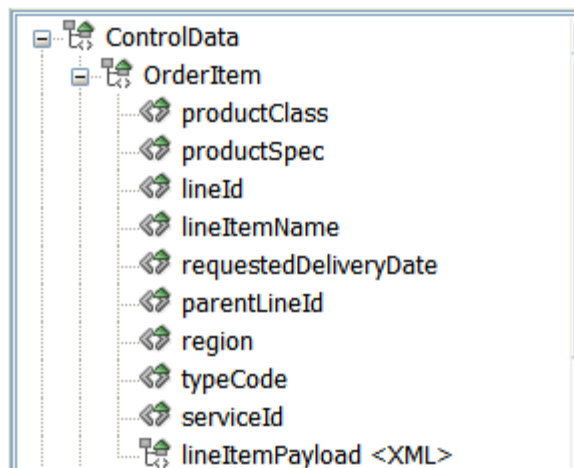 ControlData
OrderItem
productClass
productSpec
lineId
lineItemName
requestedDeliveryDate
parentLineId
region
typeCode
serviceId
lineItemPayload <XML>